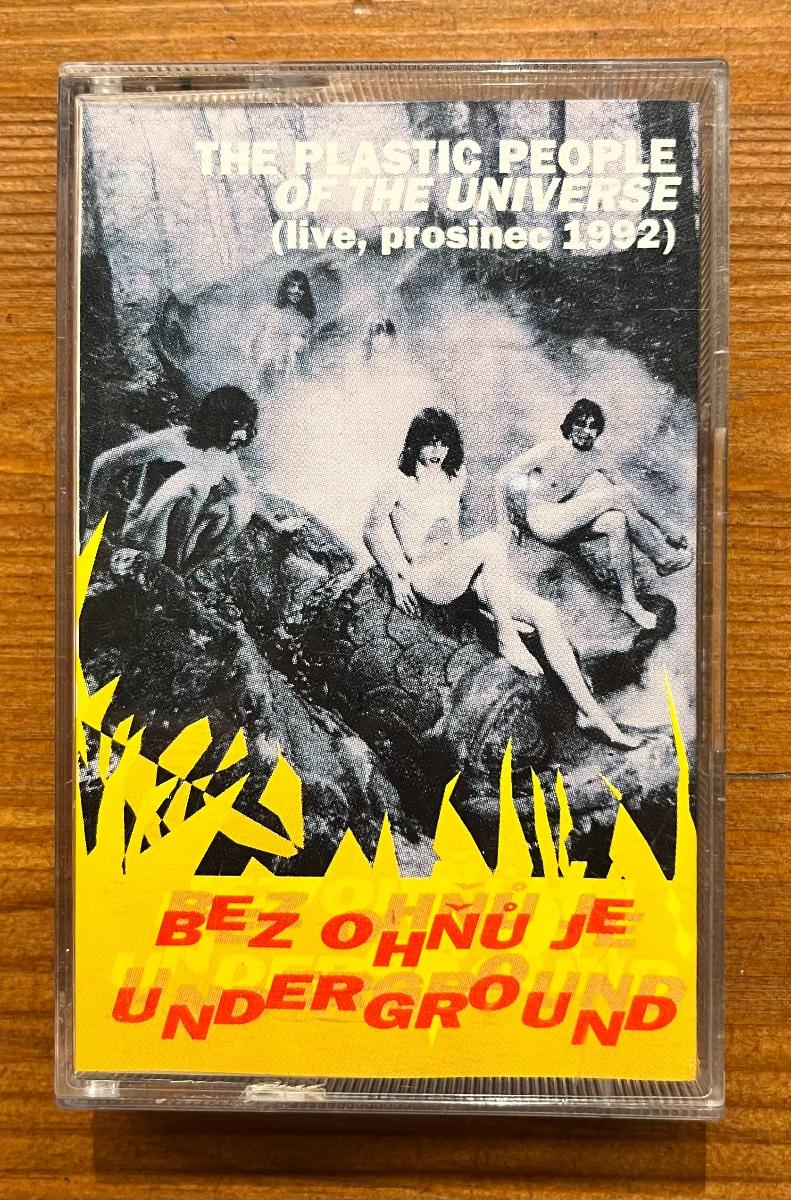 THE PLASTIC PEOPLE
OF THE UNIVERSE
(live, prosinec 1992)
BEZ OHŇŮ JE
UNDERGROUND